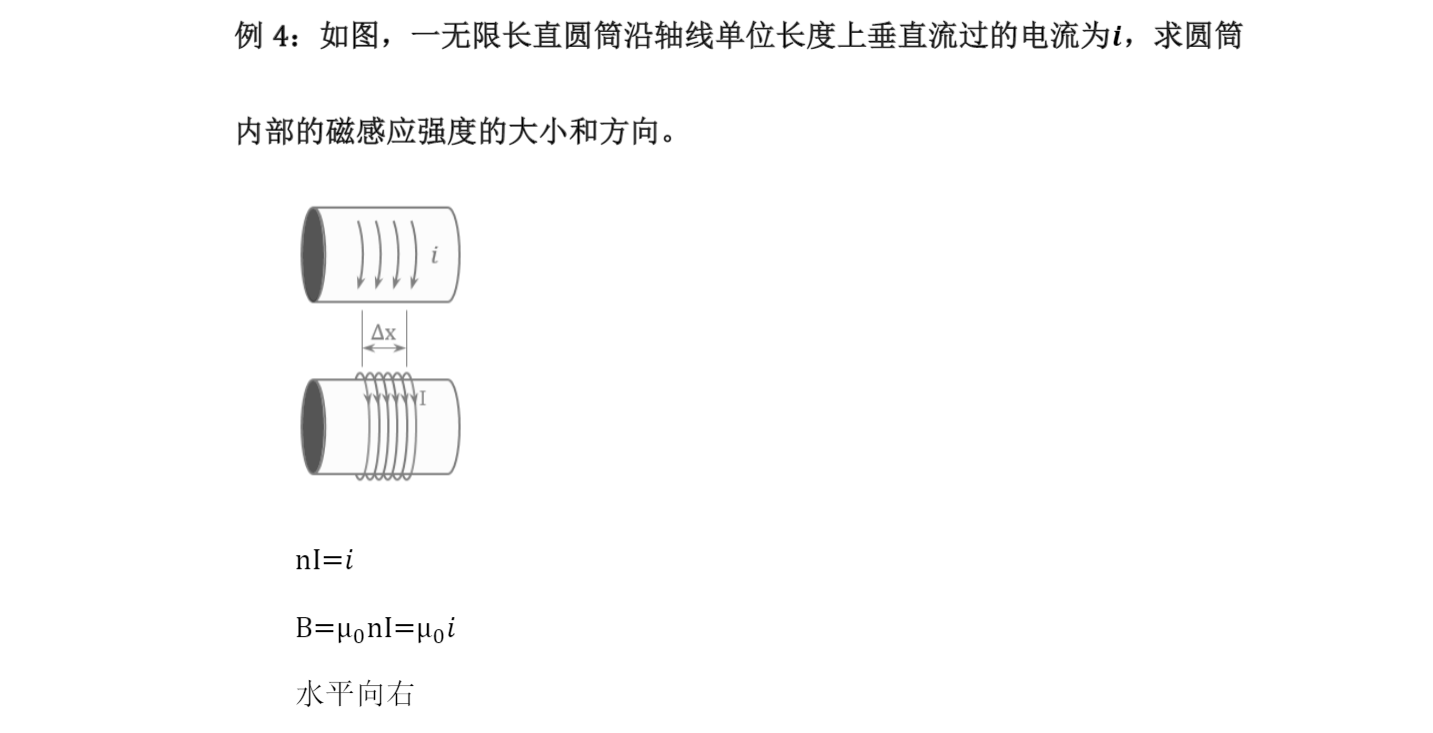 例 4：如图，一无限长直圆筒沿轴线单位长度上垂直流过的电流为i，求圆筒
内部的磁感应强度的大小和方向。
i
Δx
I
nI=i
B=μ₀nI=μ₀i
水平向右